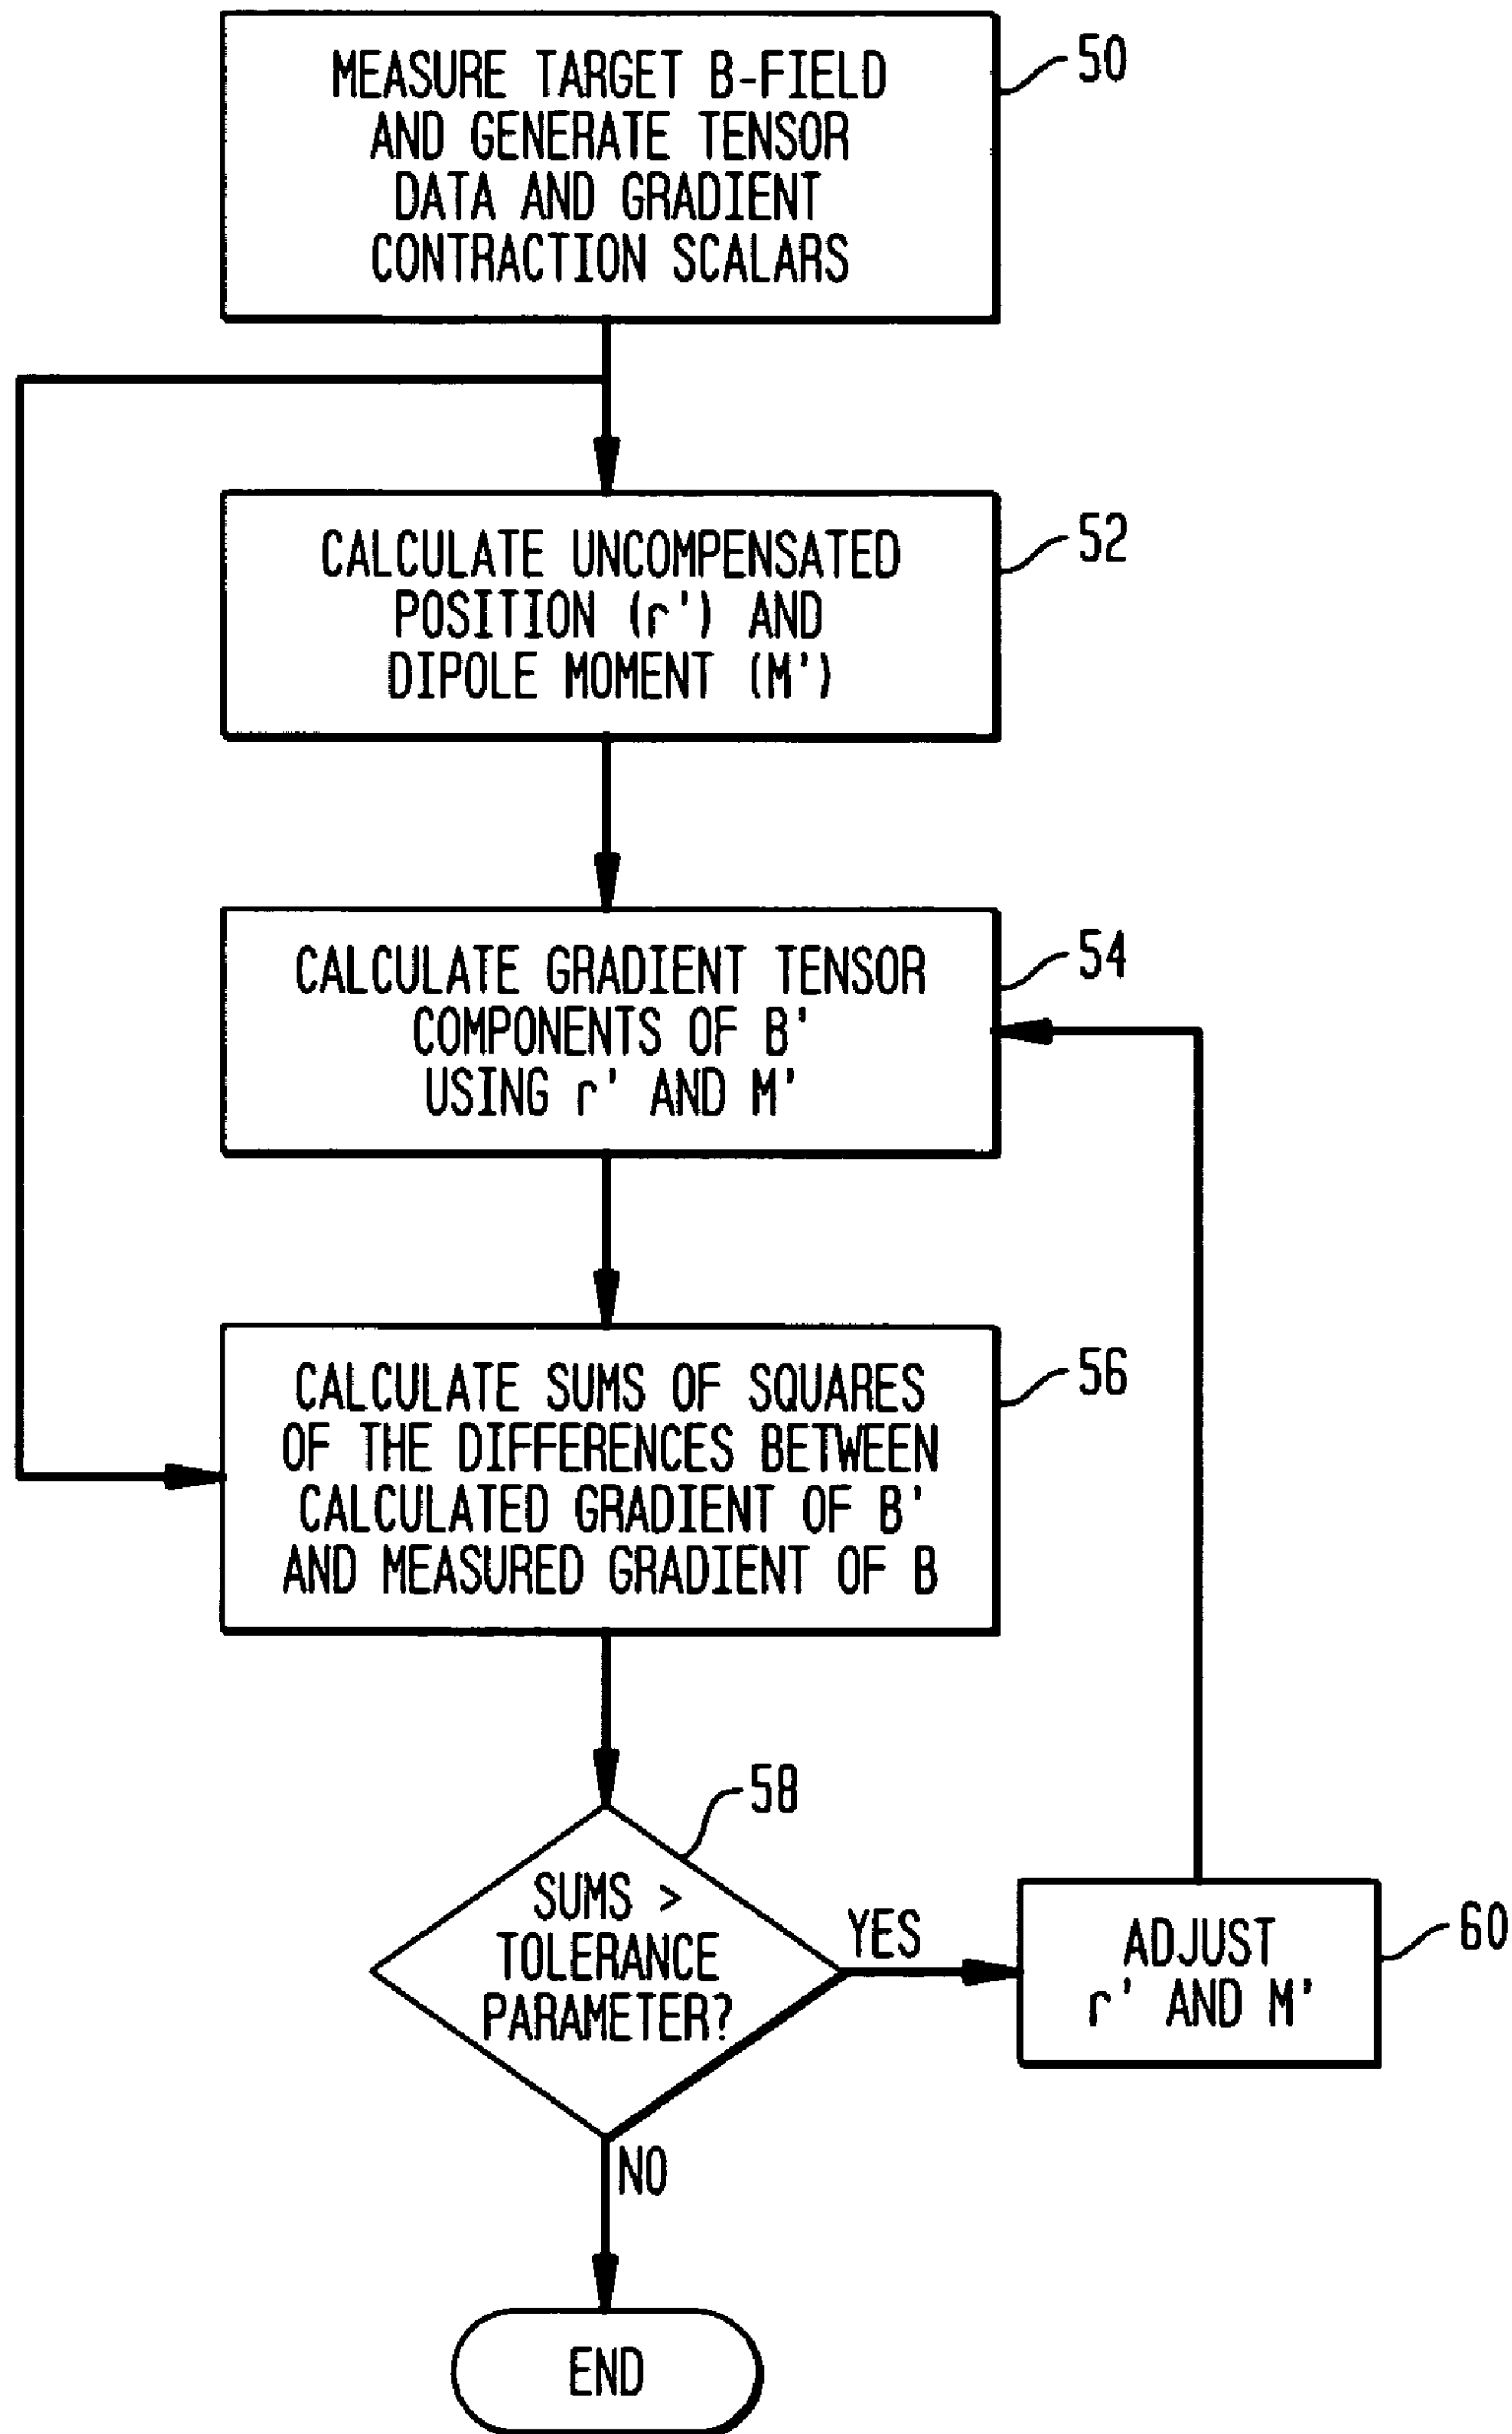 MEASURE TARGET B-FIELD
AND GENERATE TENSOR
DATA AND GRADIENT
CONTRACTION SCALARS
50
CALCULATE UNCOMPENSATED
POSITION (r') AND
DIPOLE MOMENT (M')
52
CALCULATE GRADIENT TENSOR
COMPONENTS OF B'
USING r' AND M'
54
CALCULATE SUMS OF SQUARES
OF THE DIFFERENCES BETWEEN
CALCULATED GRADIENT OF B'
AND MEASURED GRADIENT OF B
56
58
SUMS >
TOLERANCE
PARAMETER?
YES
ADJUST
r' AND M'
60
NO
END